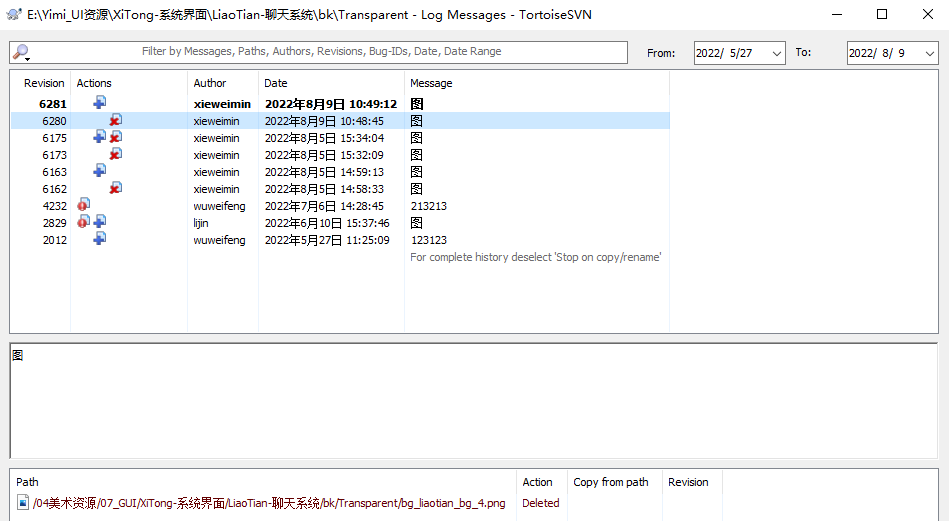 E:\Yimi_UI资源\XiTong-系统界面\LiaoTian-聊天系统\bk\Transparent - Log Messages - TortoiseSVN
Filter by Messages, Paths, Authors, Revisions, Bug-IDs, Date, Date Range From: 2022/ 5/27 To: 2022/ 8/ 9
Revision Actions Author Date Message
6281 xieweimin 2022年8月9日 10:49:12 图
6280 xieweimin 2022年8月9日 10:48:45 图
6175 xieweimin 2022年8月5日 15:34:04 图
6173 xieweimin 2022年8月5日 15:32:09 图
6163 xieweimin 2022年8月5日 14:59:13 图
6162 xieweimin 2022年8月5日 14:58:33 图
4232 wuweifeng 2022年7月6日 14:28:45 213213
2829 lijin 2022年6月10日 15:37:46 图
2012 wuweifeng 2022年5月27日 11:25:09 123123
For complete history deselect 'Stop on copy/rename'
图
Path Action Copy from path Revision
/04美术资源/07_GUI/XiTong-系统界面/LiaoTian-聊天系统/bk/Transparent/bg_liaotian_bg_4.png Deleted